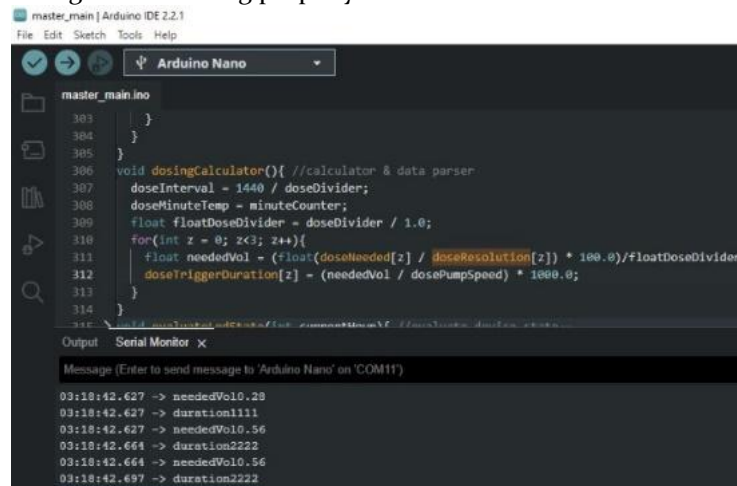 master_main | Arduino IDE 2.2.1
File Edit Sketch Tools Help
Arduino Nano
master_main.ino
303 }
304 }
305 }
306 void dosingCalculator(){ //calculator & data parser
307 doseInterval = 1440 / doseDivider;
308 doseMinuteTemp = minuteCounter;
309 float floatDoseDivider = doseDivider / 1.0;
310 for(int z = 0; z<3; z++){
311 float neededVol = (float(doseNeeded[z] / doseResolution[z]) * 100.0)/floatDoseDivider
312 doseTriggerDuration[z] = (neededVol / dosePumpSpeed) * 1000.0;
313 }
314 }
Output Serial Monitor x
Message (Enter to send message to 'Arduino Nano' on 'COM11')
03:18:42.627 -> neededVol0.28
03:18:42.627 -> duration1111
03:18:42.627 -> neededVol0.56
03:18:42.664 -> duration2222
03:18:42.664 -> neededVol0.56
03:18:42.697 -> duration2222